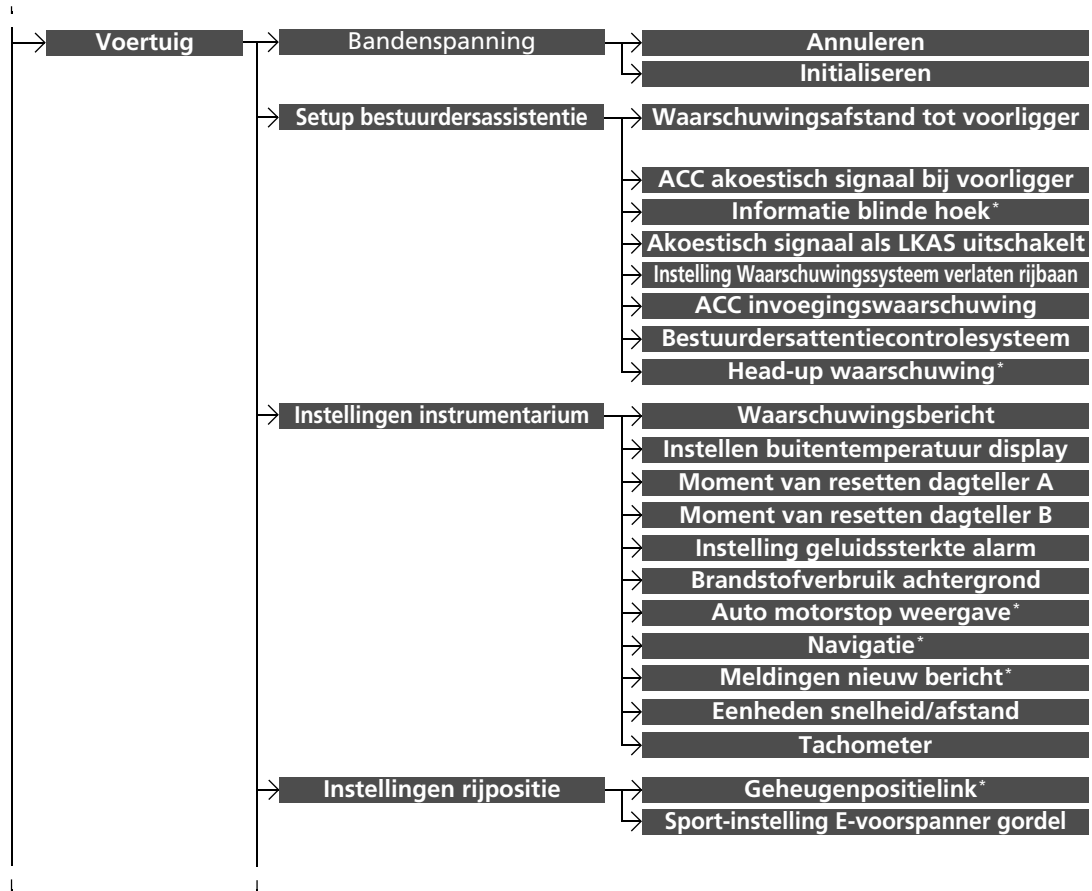 Voertuig
Bandenspanning
Annuleren
Initialiseren
Setup bestuurdersassistentie
Waarschuwingsafstand tot voorligger
ACC akoestisch signaal bij voorligger
Informatie blinde hoek*
Akoestisch signaal als LKAS uitschakelt
Instelling Waarschuwingssysteem verlaten rijbaan
ACC invoegingswaarschuwing
Bestuurdersattentiecontrolesysteem
Head-up waarschuwing*
Instellingen instrumentarium
Waarschuwingsbericht
Instellen buitentemperatuur display
Moment van resetten dagteller A
Moment van resetten dagteller B
Instelling geluidssterkte alarm
Brandstofverbruik achtergrond
Auto motorstop weergave*
Navigatie*
Meldingen nieuw bericht*
Eenheden snelheid/afstand
Tachometer
Instellingen rijpositie
Geheugenpositielink*
Sport-instelling E-voorspanner gordel